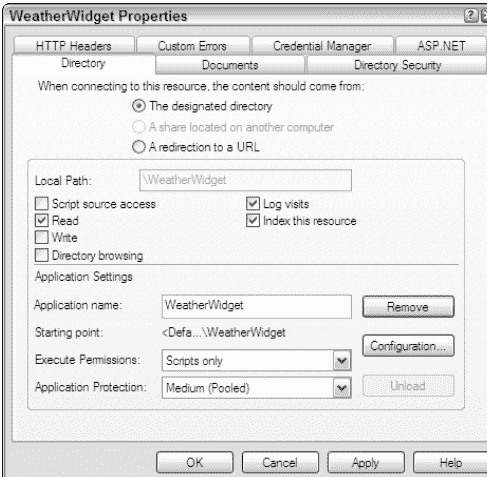 WeatherWidget Properties
HTTP Headers Custom Errors Credential Manager ASP.NET
Directory Documents Directory Security
When connecting to this resource, the content should come from:
The designated directory
A share located on another computer
A redirection to a URL
Local Path: \WeatherWidget
Script source access Log visits
Read Index this resource
Write
Directory browsing
Application Settings
Application name: WeatherWidget Remove
Starting point: <Defa...\WeatherWidget
Configuration...
Execute Permissions: Scripts only
Application Protection: Medium (Pooled) Unload
OK Cancel Apply Help